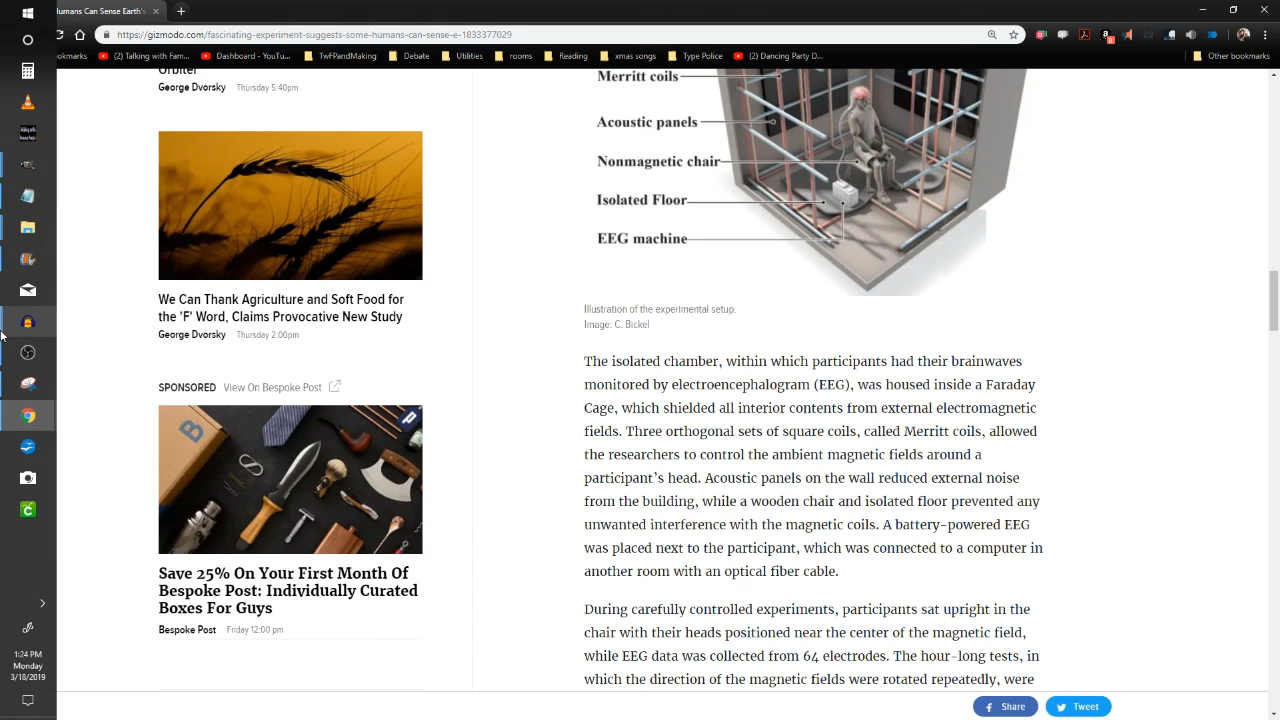 umans Can Sense Earth's
https://gizmodo.com/fascinating-experiment-suggests-some-humans-can-sense-e-1833377029
okmarks
(2) Talking with Fam...
Dashboard - YouTu...
TwFPandMaking
Debate
Utilities
rooms
Reading
xmas songs
Type Police
(2) Dancing Party D...
Other bookmarks
Orbiter
George Dvorsky Thursday 5:40pm
We Can Thank Agriculture and Soft Food for
the 'F' Word, Claims Provocative New Study
George Dvorsky Thursday 2:00pm
SPONSORED View On Bespoke Post
Save 25% On Your First Month Of
Bespoke Post: Individually Curated
Boxes For Guys
Bespoke Post Friday 12:00 pm
Merritt coils
Acoustic panels
Nonmagnetic chair
Isolated Floor
EEG machine
Illustration of the experimental setup.
Image: C. Bickel
The isolated chamber, within which participants had their brainwaves
monitored by electroencephalogram (EEG), was housed inside a Faraday
Cage, which shielded all interior contents from external electromagnetic
fields. Three orthogonal sets of square coils, called Merritt coils, allowed
the researchers to control the ambient magnetic fields around a
participant's head. Acoustic panels on the wall reduced external noise
from the building, while a wooden chair and isolated floor prevented any
unwanted interference with the magnetic coils. A battery-powered EEG
was placed next to the participant, which was connected to a computer in
another room with an optical fiber cable.
During carefully controlled experiments, participants sat upright in the
chair with their heads positioned near the center of the magnetic field,
while EEG data was collected from 64 electrodes. The hour-long tests, in
which the direction of the magnetic fields were rotated repeatedly, were
Share
Tweet
1:24 PM
Monday
3/18/2019